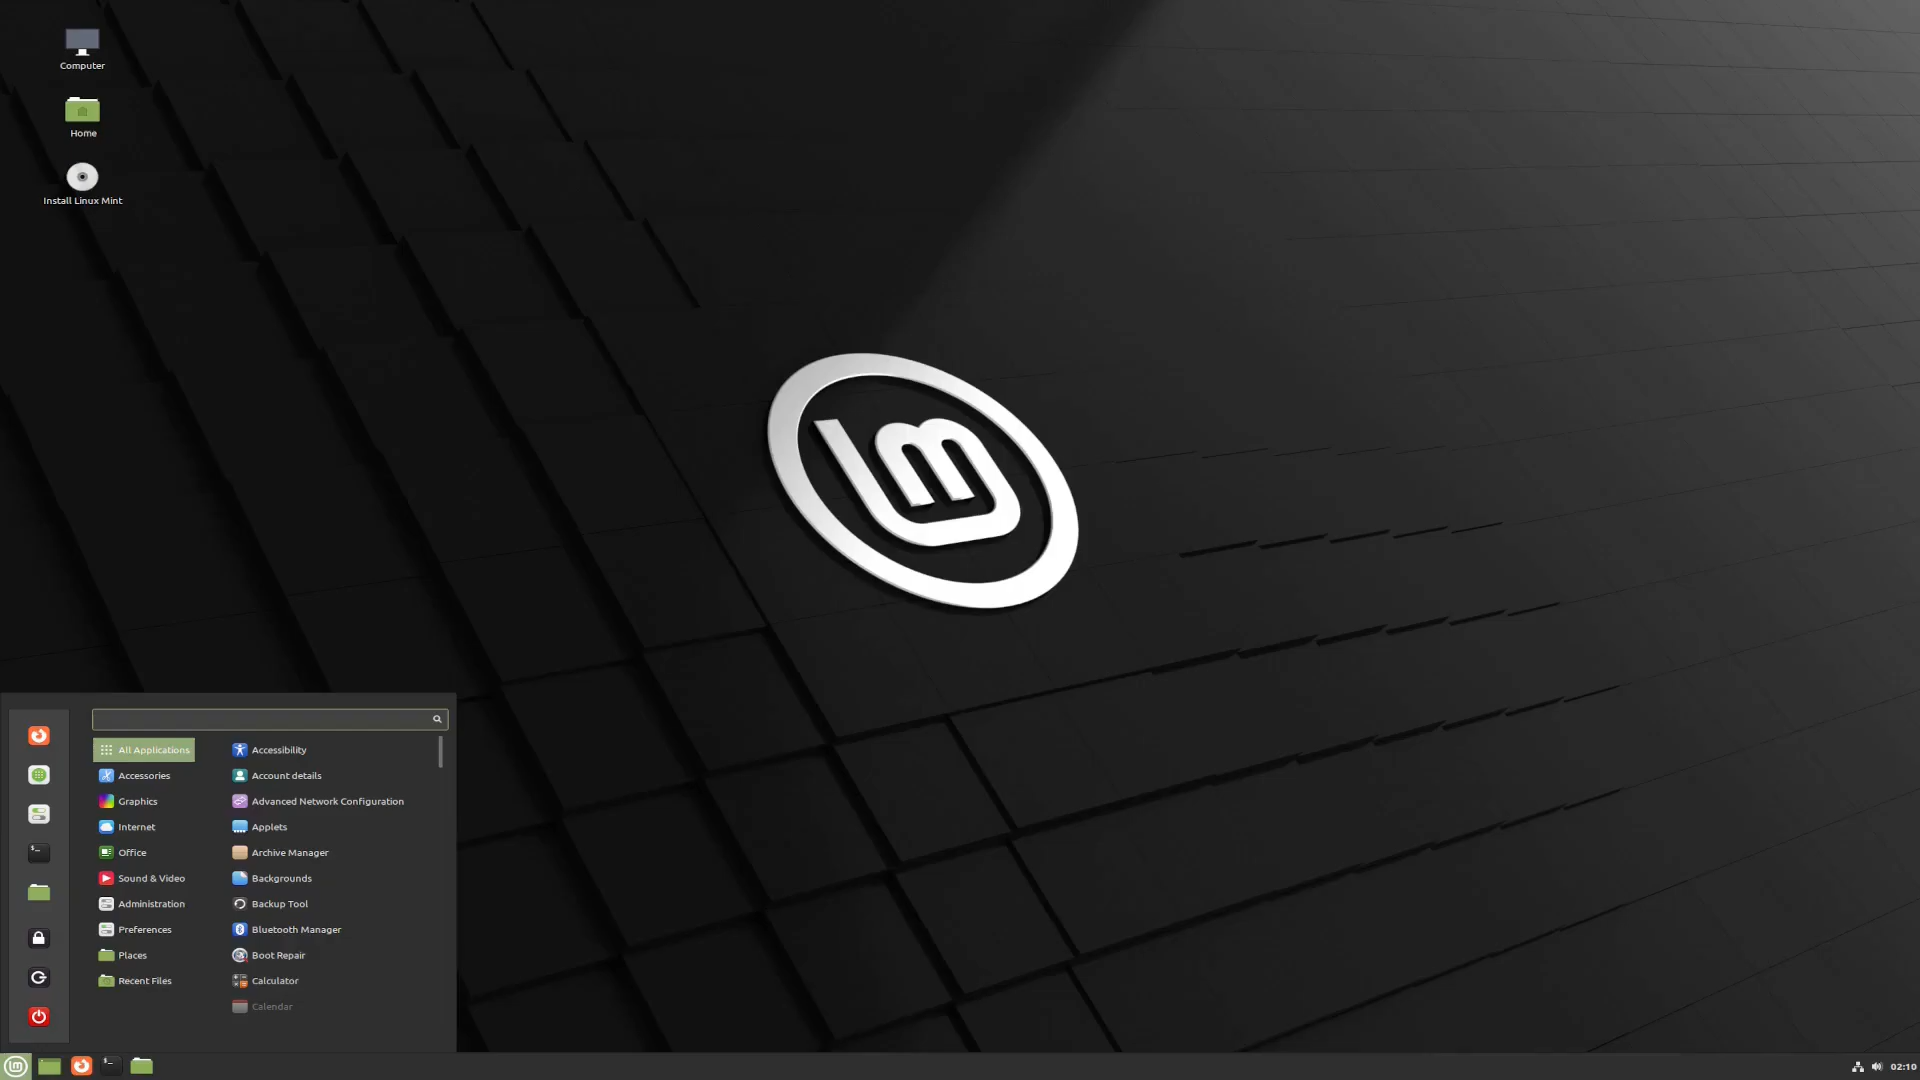 Computer
Home
Install Linux Mint
lm
All Applications
Accessories
Graphics
Internet
Office
Sound & Video
Administration
Preferences
Places
Recent Files
Accessibility
Account details
Advanced Network Configuration
Applets
Archive Manager
Backgrounds
Backup Tool
Bluetooth Manager
Boot Repair
Calculator
Calendar
02:10